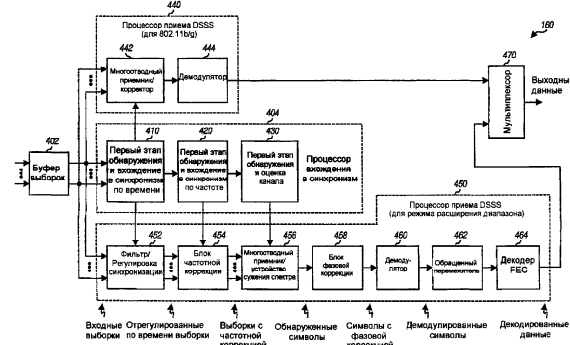 440
160
Процессор приема DSSS
(для 802.11b/g)
442
444
470
Многоотводный
приемник/
корректор
Демодулятор
Мультиплексор
Выходные
данные
404
402
410
420
430
Буфер
выборок
Первый этап
обнаружения
и вхождение
в синхронизм
по времени
Первый этап
обнаружения
и вхождение
в синхронизм
по частоте
Первый этап
обнаружения
и оценка
канала
Процессор
вхождения
в синхронизм
450
Процессор приема DSSS
(для режима расширения диапазона)
452
454
456
458
460
462
464
Фильтр/
Регулировка
синхронизации
Блок
частотной
коррекции
Многоотводный
приемник/
устройство
сужения спектра
Блок
фазовой
коррекции
Демоду-
лятор
Обращенный
перемежитель
Декодер
FEC
Входные
выборки
Отрегулированные
по времени выборки
Выборки с
частотной
коррекцией
Обнаруженные
символы
Символы с
фазовой
коррекцией
Демодулированные
символы
Декодированные
данные